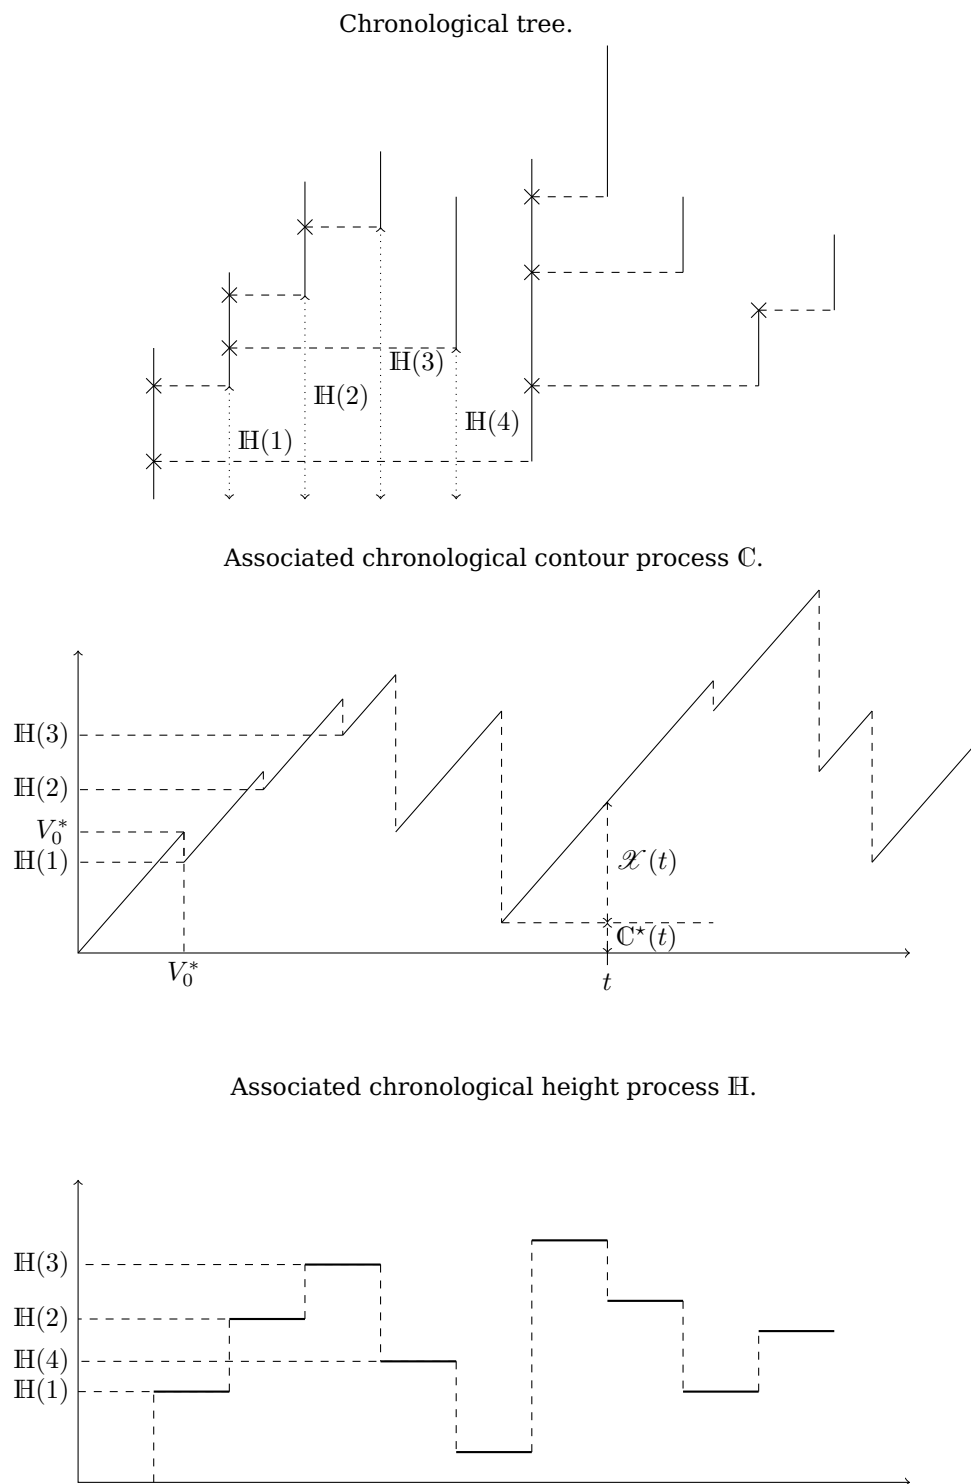 Chronological tree.
ℍ(3)
ℍ(2)
ℍ(4)
ℍ(1)
Associated chronological contour process ℂ.
ℍ(3)
ℍ(2)
V₀*
ℍ(1)
𝒳(t)
ℂ⋆(t)
V₀*
t
Associated chronological height process ℍ.
ℍ(3)
ℍ(2)
ℍ(4)
ℍ(1)